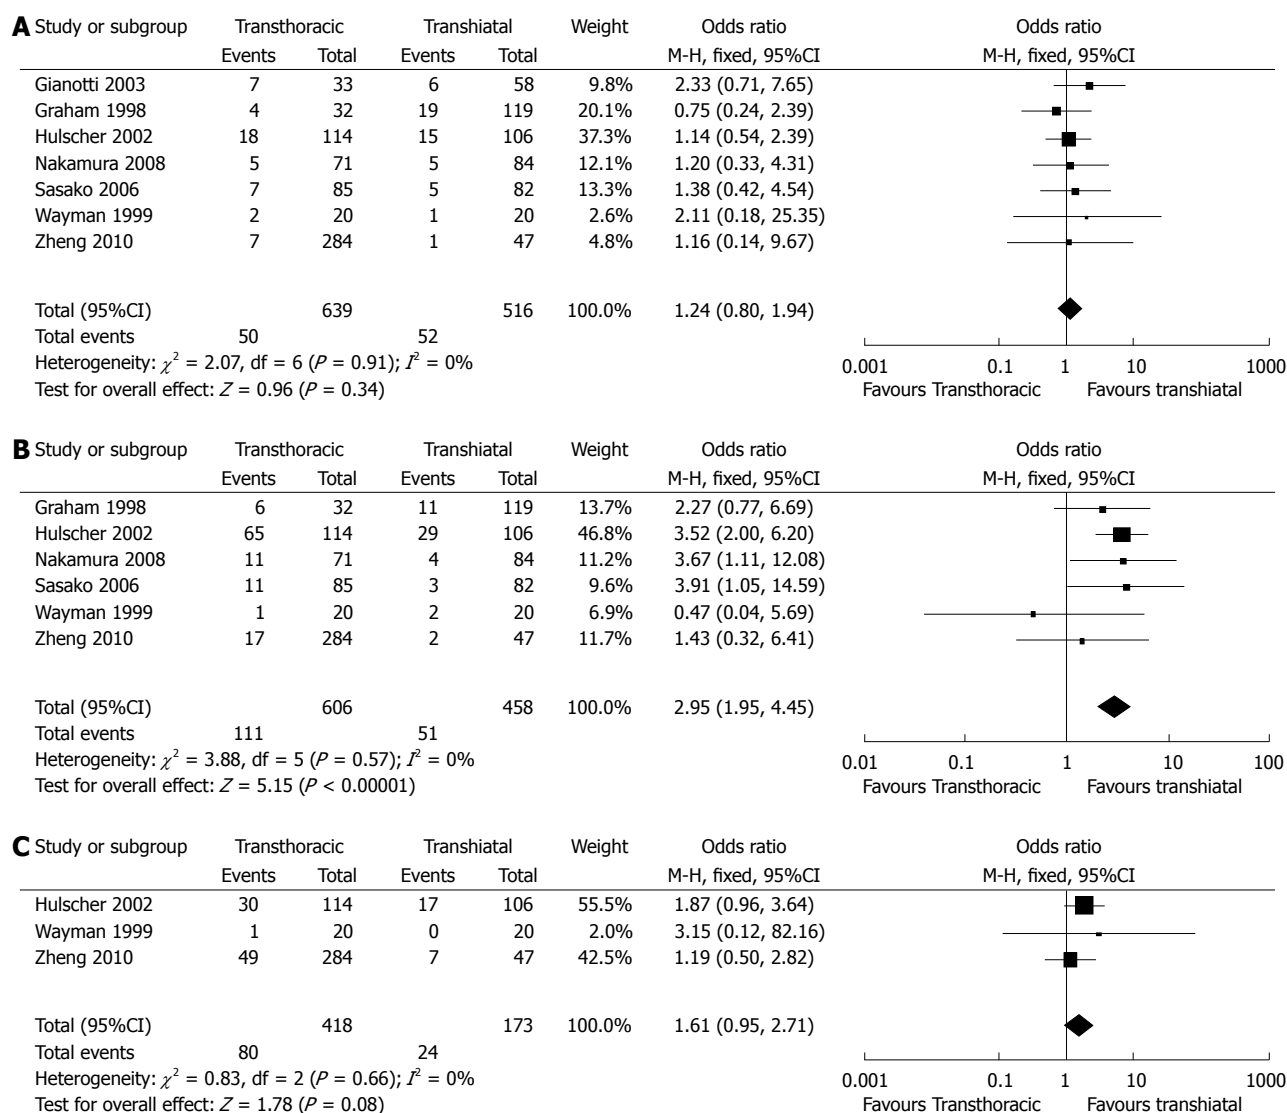 A Study or subgroup Transthoracic Transhiatal Weight Odds ratio Odds ratio
Events Total Events Total M-H, fixed, 95%CI M-H, fixed, 95%CI
Gianotti 2003 7 33 6 58 9.8% 2.33 (0.71, 7.65)
Graham 1998 4 32 19 119 20.1% 0.75 (0.24, 2.39)
Hulscher 2002 18 114 15 106 37.3% 1.14 (0.54, 2.39)
Nakamura 2008 5 71 5 84 12.1% 1.20 (0.33, 4.31)
Sasako 2006 7 85 5 82 13.3% 1.38 (0.42, 4.54)
Wayman 1999 2 20 1 20 2.6% 2.11 (0.18, 25.35)
Zheng 2010 7 284 1 47 4.8% 1.16 (0.14, 9.67)
Total (95%CI) 639 516 100.0% 1.24 (0.80, 1.94)
Total events 50 52
Heterogeneity: χ² = 2.07, df = 6 (P = 0.91); I² = 0%
0.001 0.1 1 10 1000
Test for overall effect: Z = 0.96 (P = 0.34) Favours Transthoracic Favours transhiatal
B Study or subgroup Transthoracic Transhiatal Weight Odds ratio Odds ratio
Events Total Events Total M-H, fixed, 95%CI M-H, fixed, 95%CI
Graham 1998 6 32 11 119 13.7% 2.27 (0.77, 6.69)
Hulscher 2002 65 114 29 106 46.8% 3.52 (2.00, 6.20)
Nakamura 2008 11 71 4 84 11.2% 3.67 (1.11, 12.08)
Sasako 2006 11 85 3 82 9.6% 3.91 (1.05, 14.59)
Wayman 1999 1 20 2 20 6.9% 0.47 (0.04, 5.69)
Zheng 2010 17 284 2 47 11.7% 1.43 (0.32, 6.41)
Total (95%CI) 606 458 100.0% 2.95 (1.95, 4.45)
Total events 111 51
Heterogeneity: χ² = 3.88, df = 5 (P = 0.57); I² = 0%
0.01 0.1 1 10 100
Test for overall effect: Z = 5.15 (P < 0.00001) Favours Transthoracic Favours transhiatal
C Study or subgroup Transthoracic Transhiatal Weight Odds ratio Odds ratio
Events Total Events Total M-H, fixed, 95%CI M-H, fixed, 95%CI
Hulscher 2002 30 114 17 106 55.5% 1.87 (0.96, 3.64)
Wayman 1999 1 20 0 20 2.0% 3.15 (0.12, 82.16)
Zheng 2010 49 284 7 47 42.5% 1.19 (0.50, 2.82)
Total (95%CI) 418 173 100.0% 1.61 (0.95, 2.71)
Total events 80 24
Heterogeneity: χ² = 0.83, df = 2 (P = 0.66); I² = 0%
0.001 0.1 1 10 1000
Test for overall effect: Z = 1.78 (P = 0.08) Favours Transthoracic Favours transhiatal